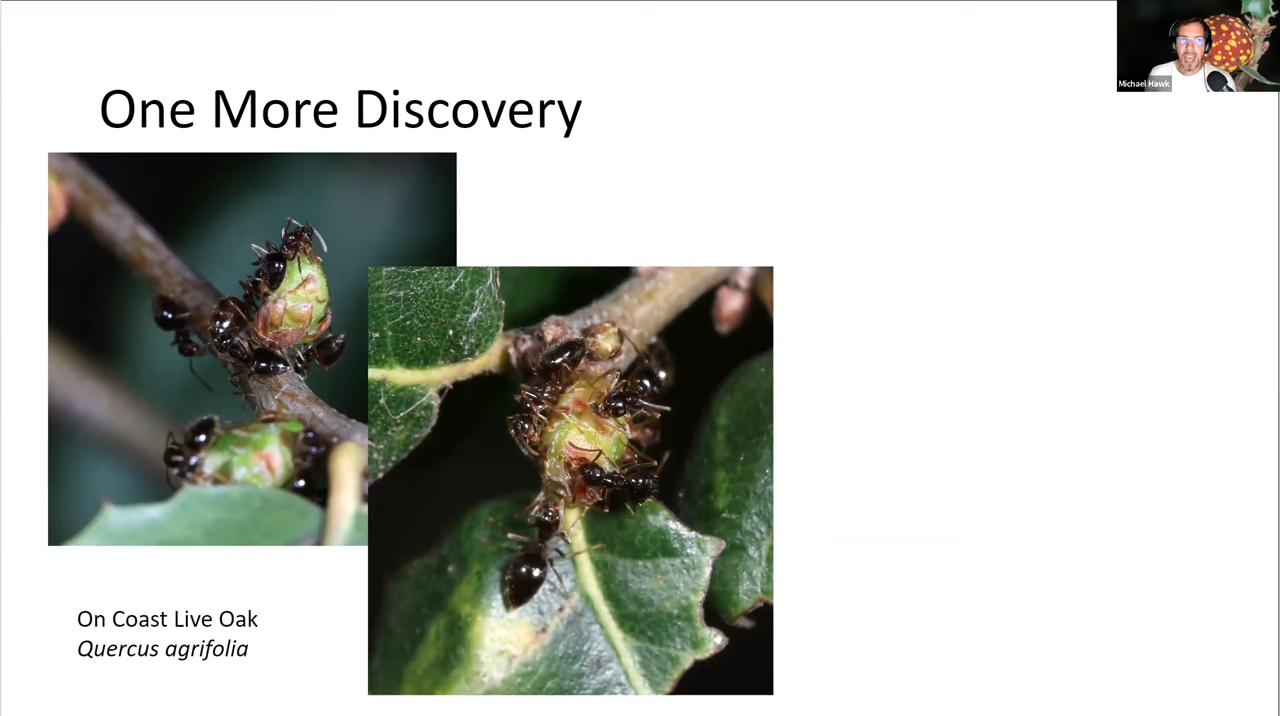 Michael Hawk
One More Discovery
On Coast Live Oak
Quercus agrifolia